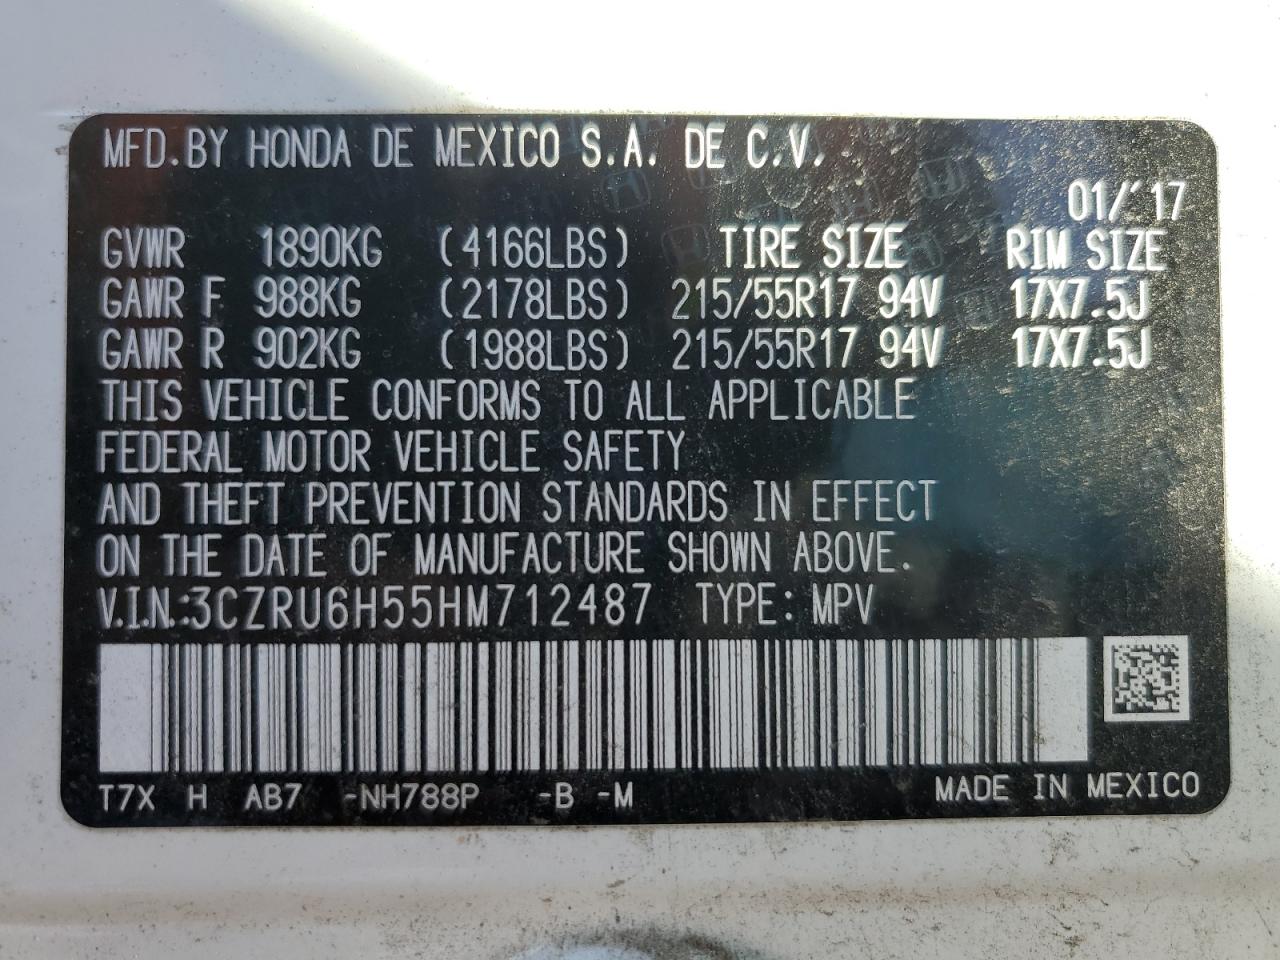 MFD.BY HONDA DE MEXICO S.A. DE C.V.
01/'17
GVWR 1890KG (4166LBS) TIRE SIZE RIM SIZE
GAWR F 988KG (2178LBS) 215/55R17 94V 17X7.5J
GAWR R 902KG (1988LBS) 215/55R17 94V 17X7.5J
THIS VEHICLE CONFORMS TO ALL APPLICABLE
FEDERAL MOTOR VEHICLE SAFETY
AND THEFT PREVENTION STANDARDS IN EFFECT
ON THE DATE OF MANUFACTURE SHOWN ABOVE.
V.I.N.:3CZRU6H55HM712487 TYPE: MPV
T7X H AB7 -NH788P -B -M MADE IN MEXICO